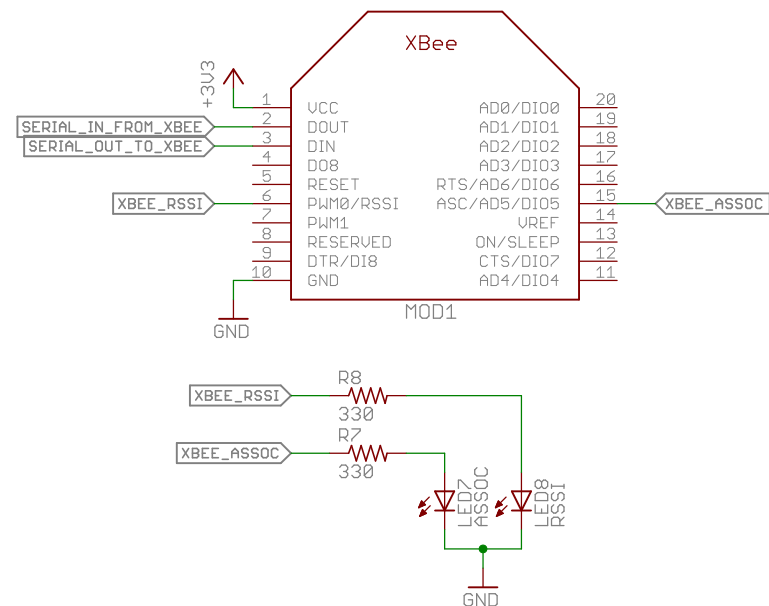 XBee
+3V3
1 VCC AD0/DIO0 20
SERIAL_IN_FROM_XBEE 2 DOUT AD1/DIO1 19
SERIAL_OUT_TO_XBEE 3 DIN AD2/DIO2 18
4 DO8 AD3/DIO3 17
5 RESET RTS/AD6/DIO6 16
XBEE_RSSI 6 PWM0/RSSI ASC/AD5/DIO5 15 XBEE_ASSOC
7 PWM1 VREF 14
8 RESERVED ON/SLEEP 13
9 DTR/DI8 CTS/DIO7 12
10 GND AD4/DIO4 11
MOD1
GND
R8
XBEE_RSSI
330
R7
XBEE_ASSOC
330
LED7
ASSOC
LED8
RSSI
GND